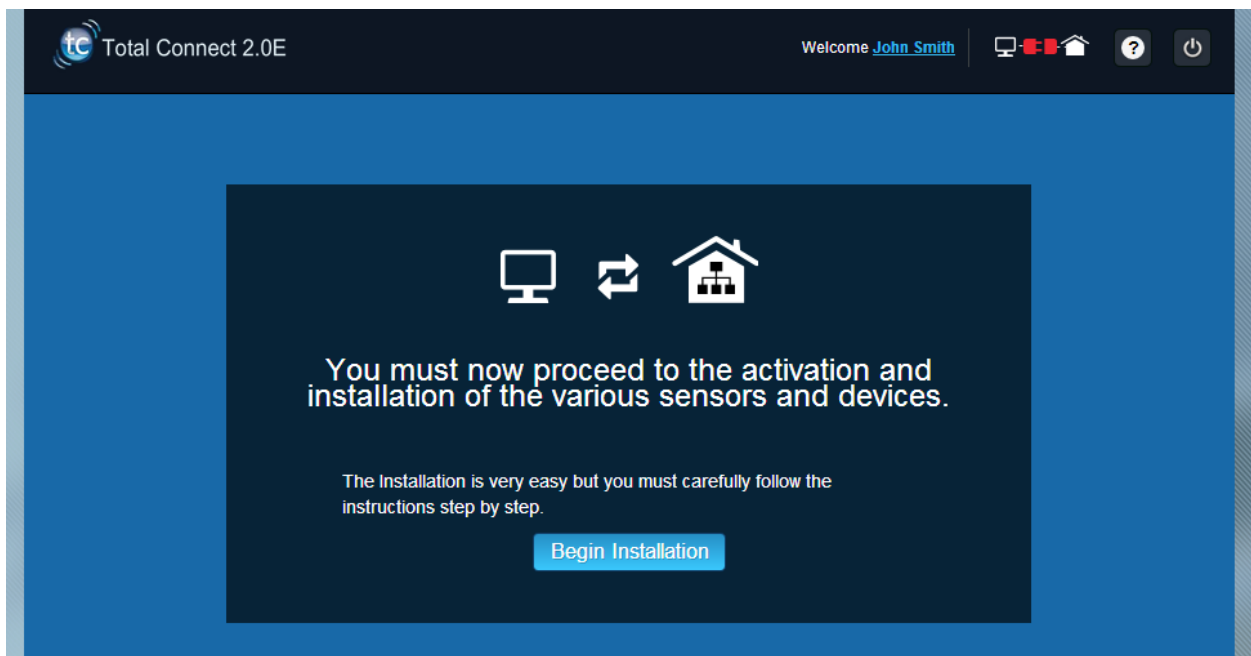 tc Total Connect 2.0E
Welcome John Smith
?
You must now proceed to the activation and
installation of the various sensors and devices.
The Installation is very easy but you must carefully follow the
instructions step by step.
Begin Installation